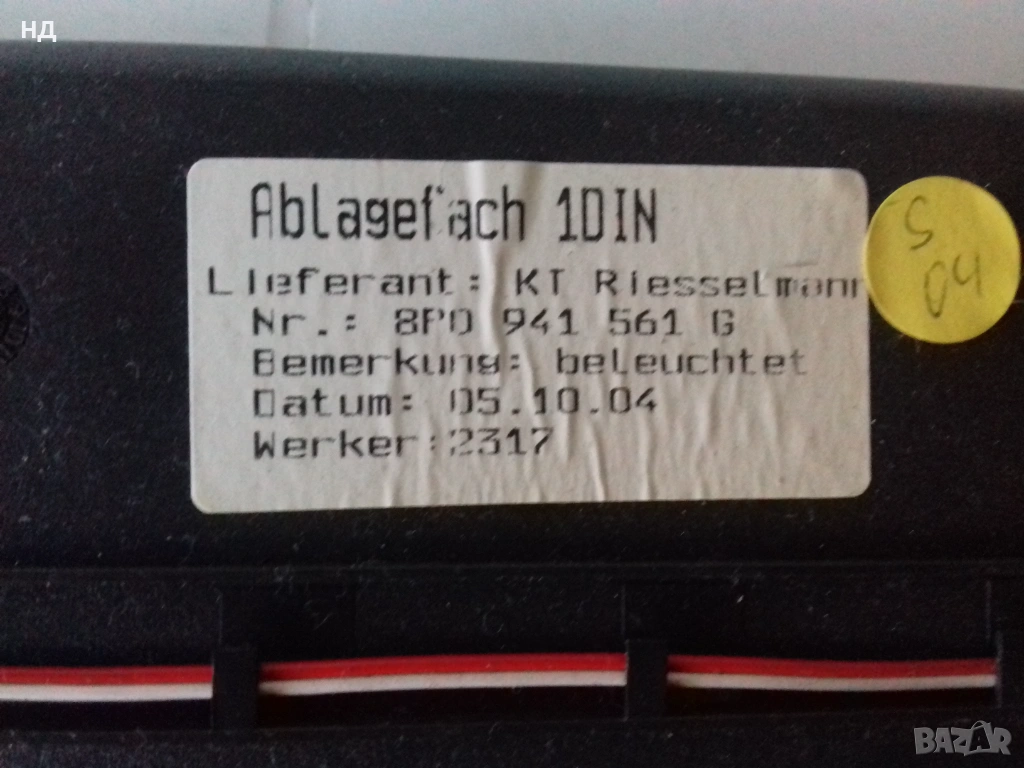 нд
Ablagefach 1DIN
Lieferant: KT Riesselmann
Nr.: 8P0 941 561 G
Bemerkung: beleuchtet
Datum: 05.10.04
Werker:2317
S
04
BAZAR